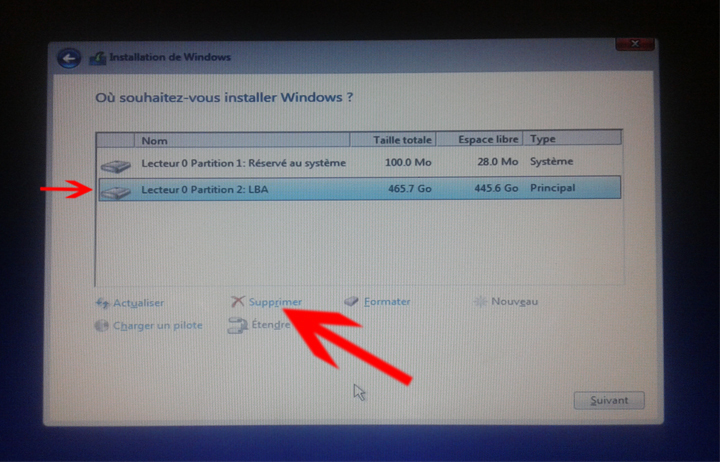 Installation de Windows
Où souhaitez-vous installer Windows ?
Nom Taille totale Espace libre Type
Lecteur 0 Partition 1: Réservé au système 100.0 Mo 28.0 Mo Système
Lecteur 0 Partition 2: LBA 465.7 Go 445.6 Go Principal
Actualiser Supprimer Formater Nouveau
Charger un pilote Étendre
Suivant